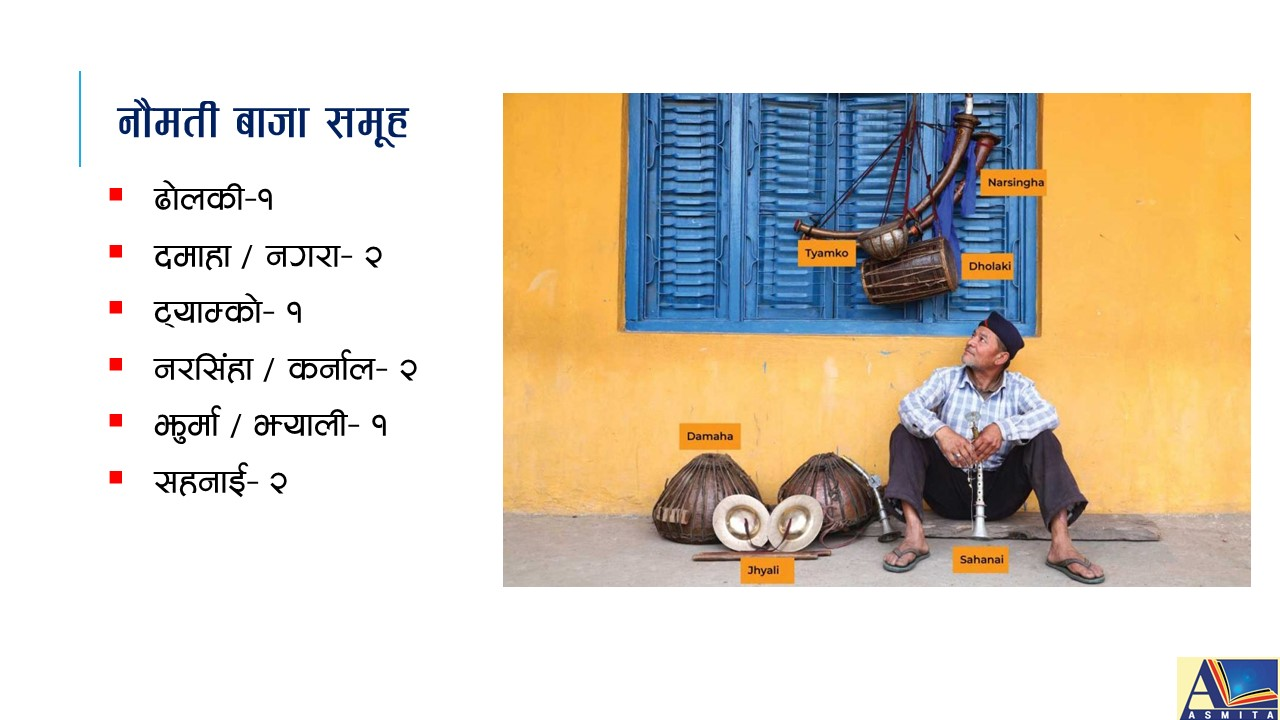 नौमती बाजा समूह
ढोलकी-१
दमाहा / नगरा- २
ट्याम्को- १
नरसिंहा / कर्नाल- २
झुर्मा / झ्याली- १
सहनाई- २
Narsingha
Tyamko
Dholaki
Damaha
Jhyali
Sahanai
ASMITA